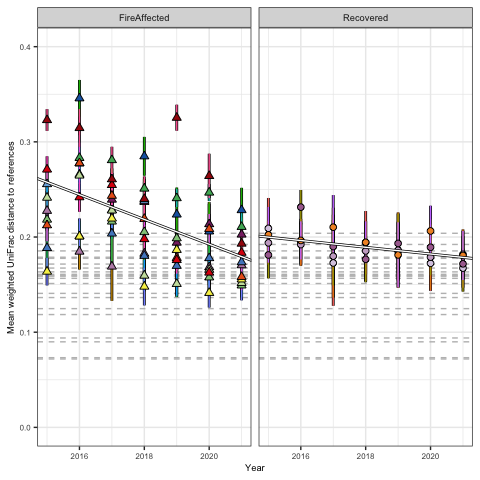 FireAffected
Recovered
Mean weighted UniFrac distance to references
0.4
0.3
0.2
0.1
0.0
2016
2018
2020
2016
2018
2020
Year